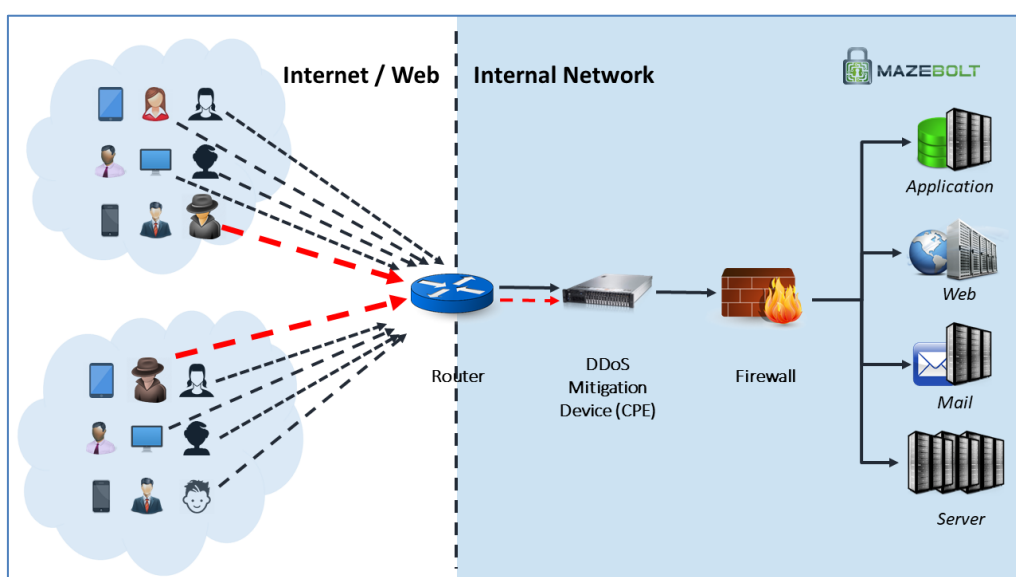 Internet / Web
Internal Network
MAZEBOLT
Application
Web
Mail
Server
Router
DDoS
Mitigation
Device (CPE)
Firewall